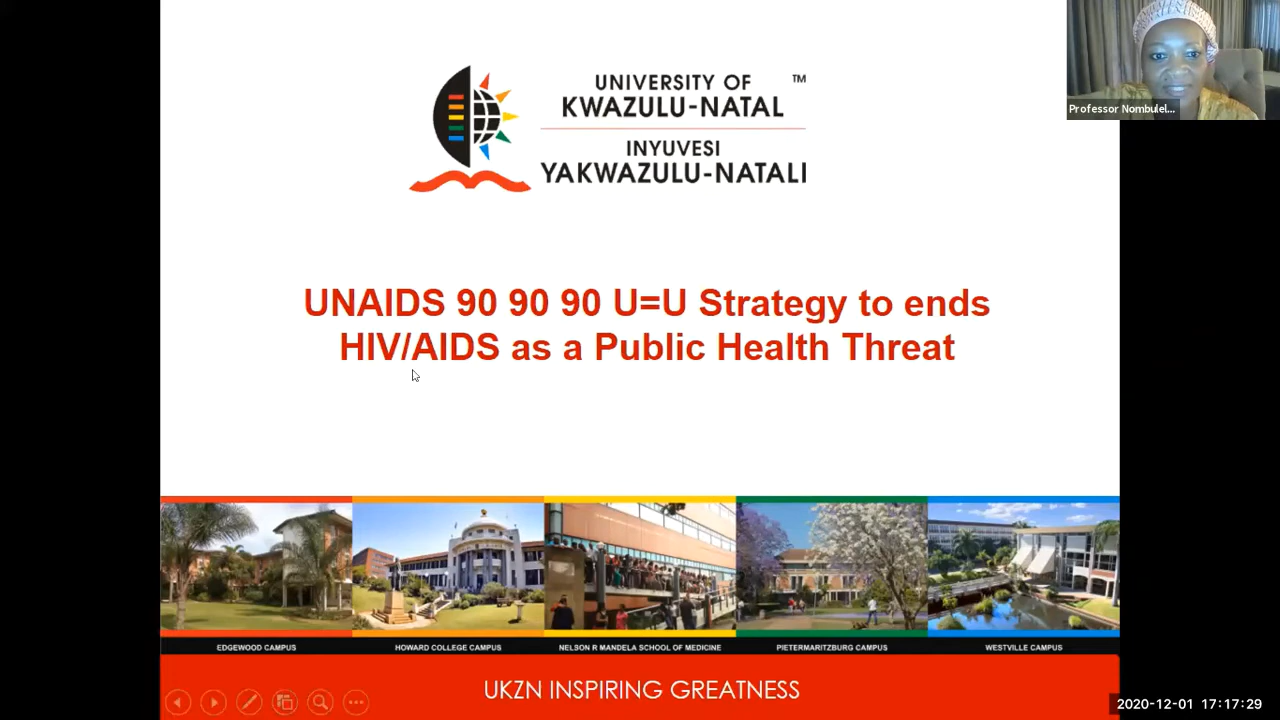 UNIVERSITY OF
TM
KWAZULU-NATAL
INYUVESI
YAKWAZULU-NATALI
Professor Nombulel...
UNAIDS 90 90 90 U=U Strategy to ends
HIV/AIDS as a Public Health Threat
EDGEWOOD CAMPUS
HOWARD COLLEGE CAMPUS
NELSON R MANDELA SCHOOL OF MEDICINE
PIETERMARITZBURG CAMPUS
WESTVILLE CAMPUS
UKZN INSPIRING GREATNESS
2020-12-01 17:17:29